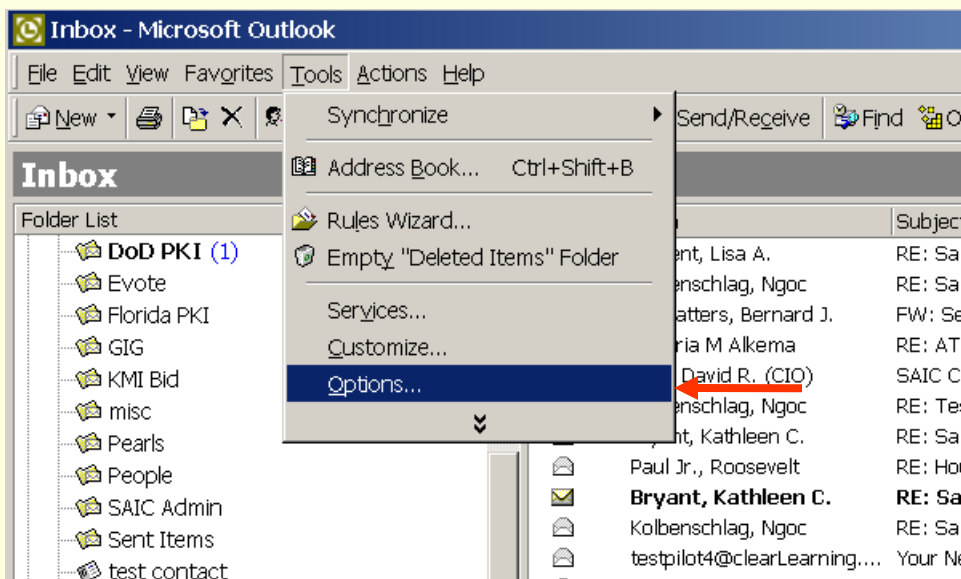 Inbox - Microsoft Outlook
File Edit View Favorites Tools Actions Help
New Send/Receive Find
Synchronize
Address Book... Ctrl+Shift+B
Rules Wizard...
Empty "Deleted Items" Folder
Services...
Customize...
Options...
Inbox
Folder List
DoD PKI (1)
Evote
Florida PKI
GIG
KMI Bid
misc
Pearls
People
SAIC Admin
Sent Items
test contact
Subjec
ent, Lisa A. RE: Sa
enschlag, Ngoc RE: Sa
atters, Bernard J. FW: Se
ria M Alkema RE: AT
David R. (CIO) SAIC C
enschlag, Ngoc RE: Tes
nt, Kathleen C. RE: Sa
Paul Jr., Roosevelt RE: Hou
Bryant, Kathleen C. RE: Sa
Kolbenschlag, Ngoc RE: Sa
testpilot4@clearLearning.... Your Ne